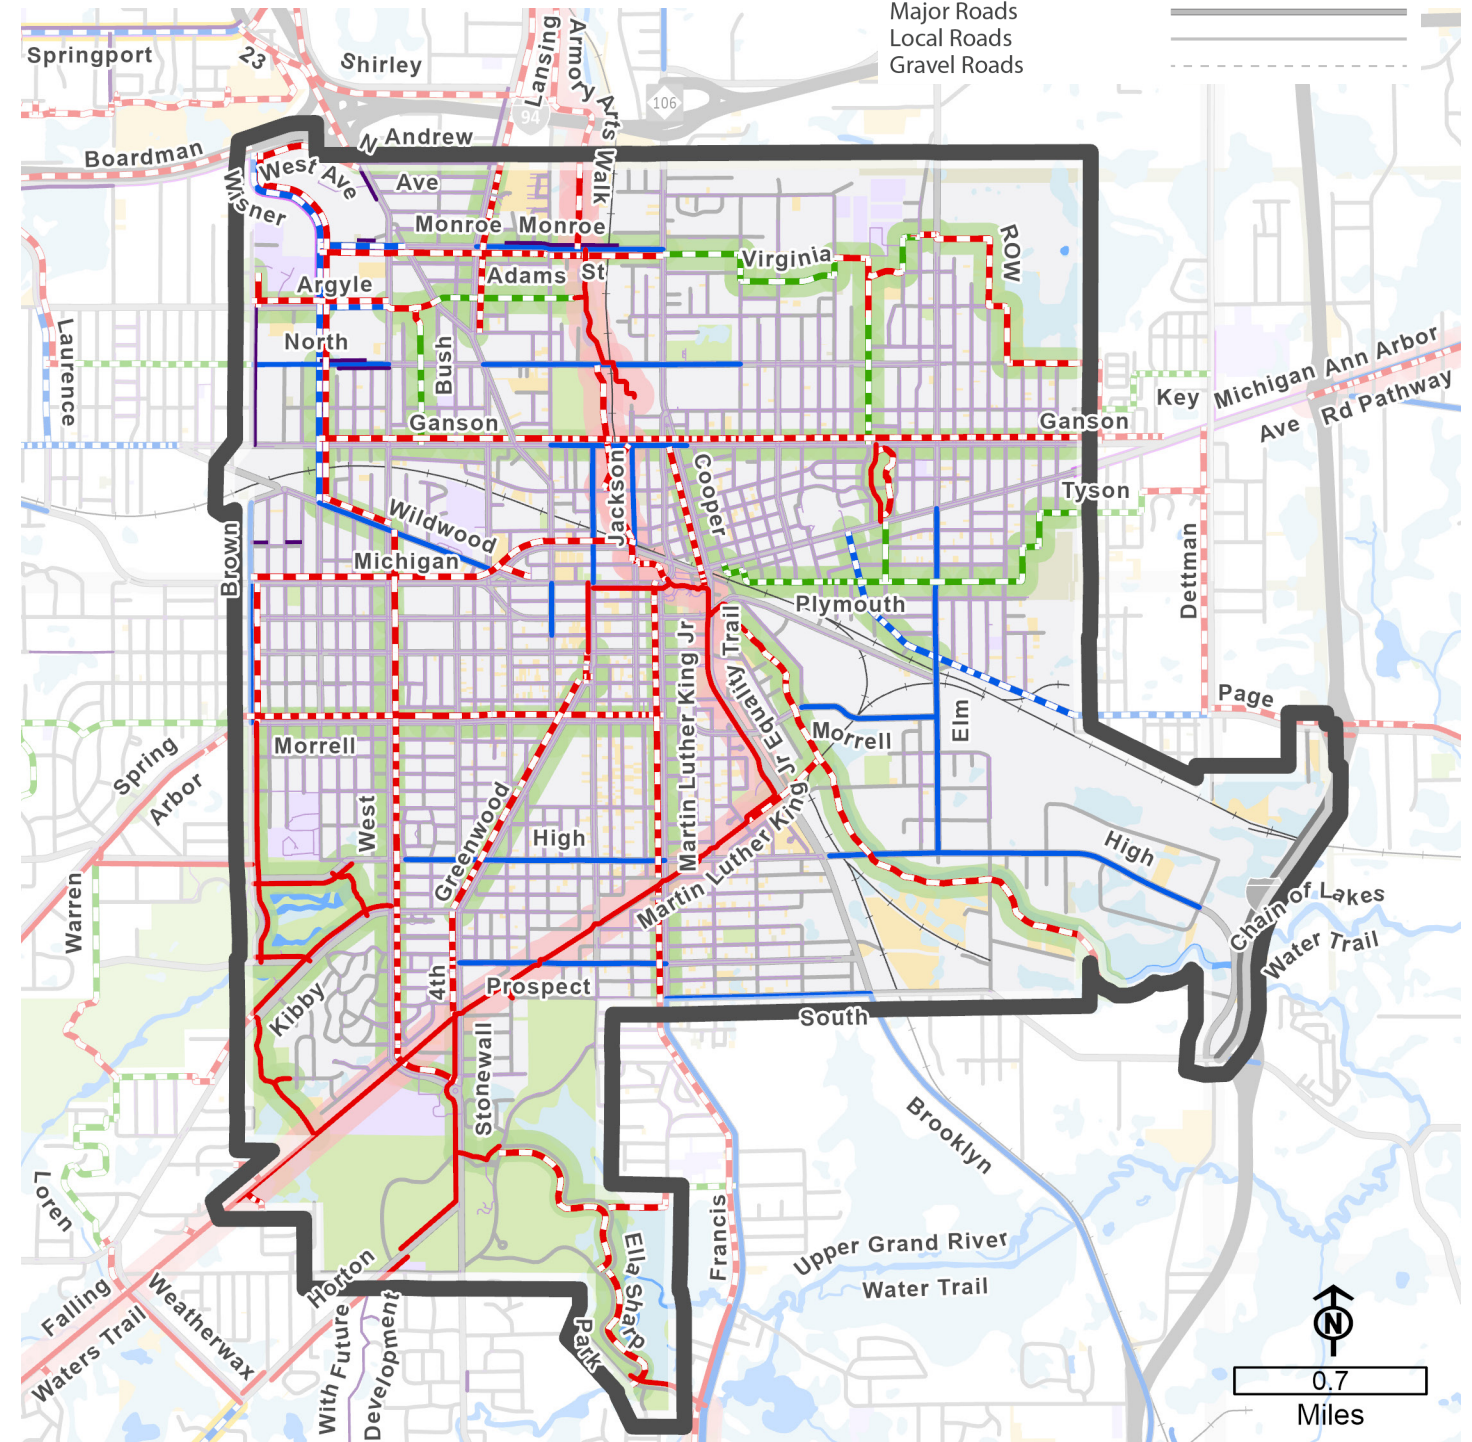 Major Roads
Local Roads
Gravel Roads
Springport
23
Shirley
Lansing
Armory Arts Walk
106
94
Boardman
N
Andrew
West Ave
Ave
Wisner
Monroe
Monroe
ROW
Virginia
Adams
St
Argyle
Laurence
North
Bush
Michigan Ann Arbor
Key
Ave
Rd Pathway
Ganson
Ganson
Jackson
Cooper
Tyson
Wildwood
Michigan
Brown
Dettman
Plymouth
Martin Luther King Jr
Equality Trail
Page
Morrell
Spring Arbor
Morrell
Elm
West
Greenwood
High
Martin Luther King Jr Equality Trail
High
Warren
Chain of Lakes
Water Trail
4th
Prospect
Kibby
South
Stonewall
Brooklyn
Loren
Francis
Ella Sharp
Park
Upper Grand River
Water Trail
Horton
Falling
Waters Trail
Weatherwax
With Future
Development
N
0.7
Miles